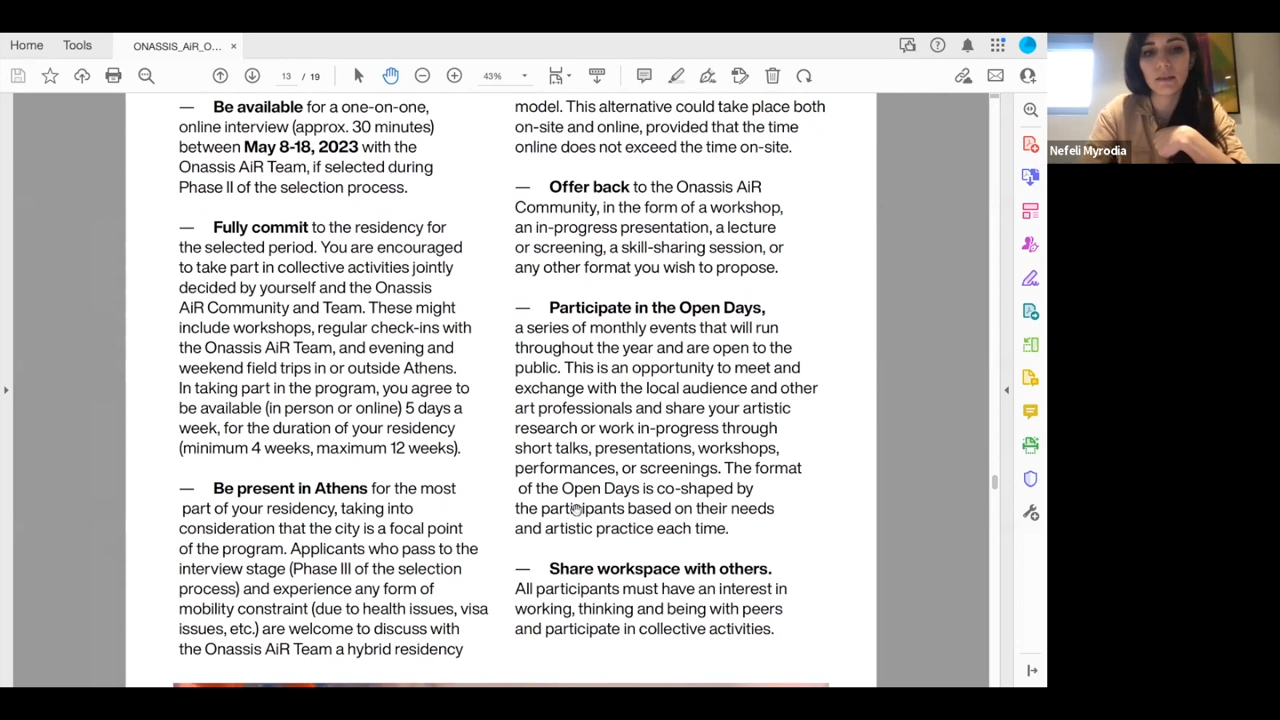 Home
Tools
ONASSIS_AiR_O...
×
13 / 19
43%
Nefeli Myrodia
— Be available for a one-on-one,
online interview (approx. 30 minutes)
between May 8-18, 2023 with the
Onassis AiR Team, if selected during
Phase II of the selection process.
— Fully commit to the residency for
the selected period. You are encouraged
to take part in collective activities jointly
decided by yourself and the Onassis
AiR Community and Team. These might
include workshops, regular check-ins with
the Onassis AiR Team, and evening and
weekend field trips in or outside Athens.
In taking part in the program, you agree to
be available (in person or online) 5 days a
week, for the duration of your residency
(minimum 4 weeks, maximum 12 weeks).
— Be present in Athens for the most
part of your residency, taking into
consideration that the city is a focal point
of the program. Applicants who pass to the
interview stage (Phase III of the selection
process) and experience any form of
mobility constraint (due to health issues, visa
issues, etc.) are welcome to discuss with
the Onassis AiR Team a hybrid residency
model. This alternative could take place both
on-site and online, provided that the time
online does not exceed the time on-site.
— Offer back to the Onassis AiR
Community, in the form of a workshop,
an in-progress presentation, a lecture
or screening, a skill-sharing session, or
any other format you wish to propose.
— Participate in the Open Days,
a series of monthly events that will run
throughout the year and are open to the
public. This is an opportunity to meet and
exchange with the local audience and other
art professionals and share your artistic
research or work in-progress through
short talks, presentations, workshops,
performances, or screenings. The format
of the Open Days is co-shaped by
the participants based on their needs
and artistic practice each time.
— Share workspace with others.
All participants must have an interest in
working, thinking and being with peers
and participate in collective activities.